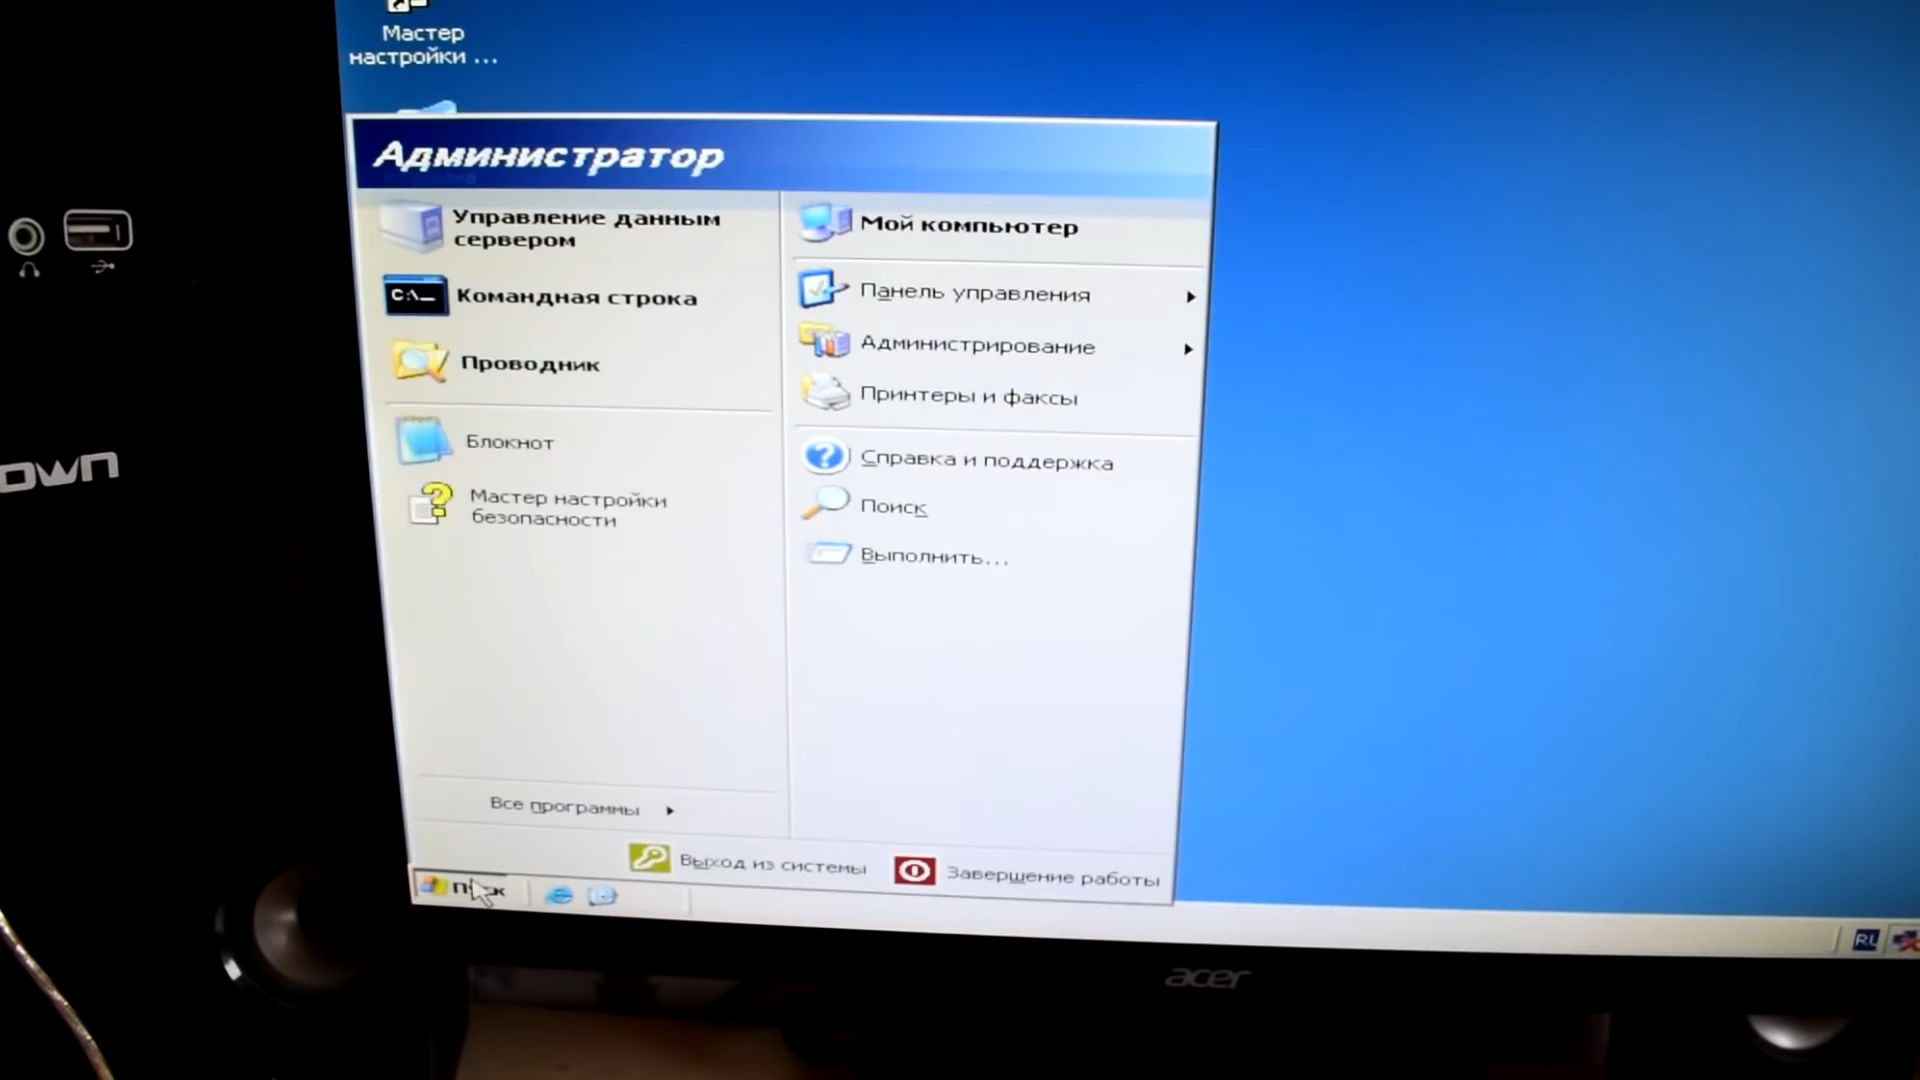 Мастер
настройки ...
Администратор
Управление данным
сервером
Командная строка
Проводник
Блокнот
Мастер настройки
безопасности
Все программы
Мой компьютер
Панель управления
Администрирование
Принтеры и факсы
Справка и поддержка
Поиск
Выполнить...
Выход из системы
Завершение работы
C:\_
acer